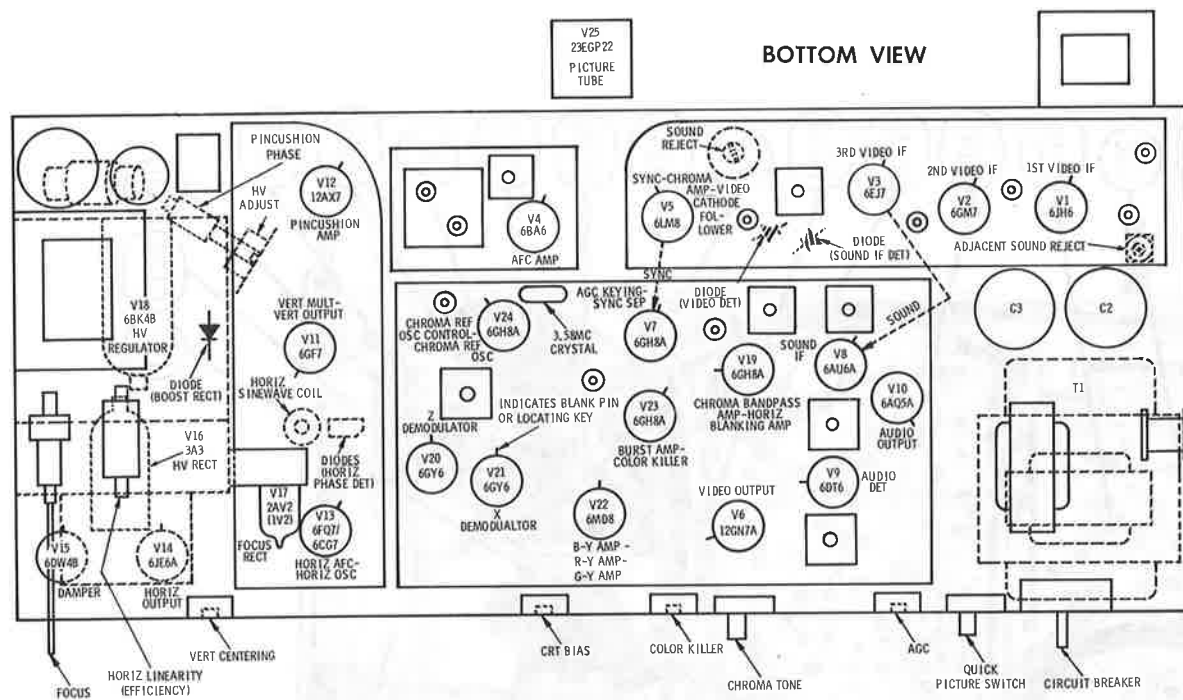 V25
23EGP22
PICTURE
TUBE
BOTTOM VIEW
PINCUSHION
PHASE
HV
ADJUST
V12
12AX7
PINCUSHION
AMP
V4
6BA6
AFC AMP
SOUND
REJECT
SYNC-CHROMA
AMP-VIDEO
CATHODE
FOL-
LOWER
V5
6LM8
3RD VIDEO IF
V3
6EJ7
2ND VIDEO IF
V2
6GM7
1ST VIDEO IF
V1
6JH6
DIODE
(SOUND IF DET)
ADJACENT SOUND REJECT
SYNC
DIODE
(VIDEO DET)
SOUND
V18
6BK4B
HV
REGULATOR
DIODE
(BOOST RECT)
VERT MULT-
VERT OUTPUT
V11
6GF7
HORIZ
SINEWAVE COIL
CHROMA REF
OSC CONTROL-
CHROMA REF
OSC
V24
6GH8A
3.58MC
CRYSTAL
AGC KEYING-
SYNC SEP
V7
6GH8A
V19
6GH8A
CHROMA BANDPASS
AMP-HORIZ
BLANKING AMP
SOUND
IF
V8
6AU6A
V10
6AQ5A
AUDIO
OUTPUT
C3
C2
T1
INDICATES BLANK PIN
OR LOCATING KEY
V23
6GH8A
BURST AMP-
COLOR KILLER
Z
DEMODULATOR
V20
6GY6
V21
6GY6
X
DEMODUALTOR
V16
3A3
HV RECT
DIODES
(HORIZ
PHASE DET)
V17
2AV2
(1V2)
FOCUS
RECT
V13
6FQ7/
6CG7
HORIZ AFC-
HORIZ OSC
V22
6MD8
B-Y AMP -
R-Y AMP-
G-Y AMP
VIDEO OUTPUT
V6
12GN7A
V9
6DT6
AUDIO
DET
V15
6DW4B
DAMPER
V14
6JE6A
HORIZ
OUTPUT
FOCUS
HORIZ LINEARITY
(EFFICIENCY)
VERT CENTERING
CRT BIAS
COLOR KILLER
CHROMA TONE
AGC
QUICK
PICTURE SWITCH
CIRCUIT BREAKER